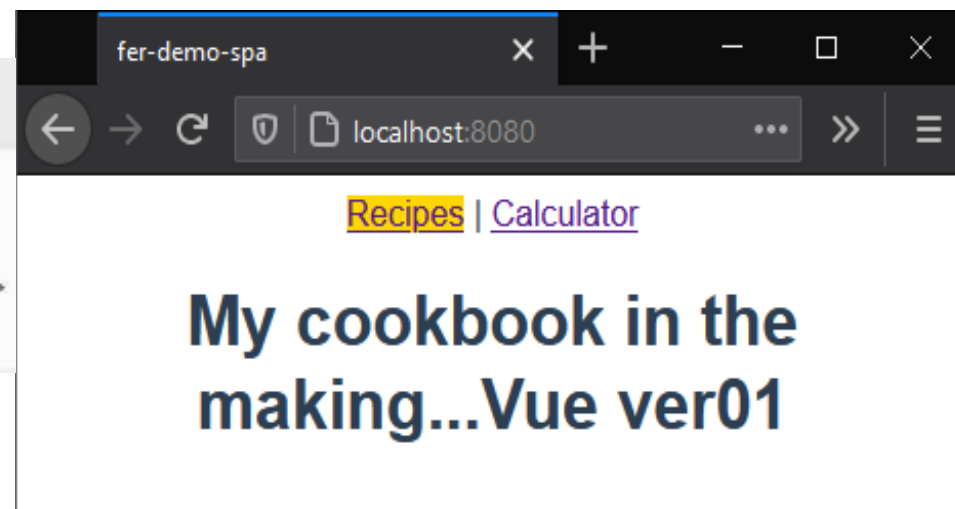 fer-demo-spa
localhost:8080
Recipes | Calculator
My cookbook in the
making...Vue ver01